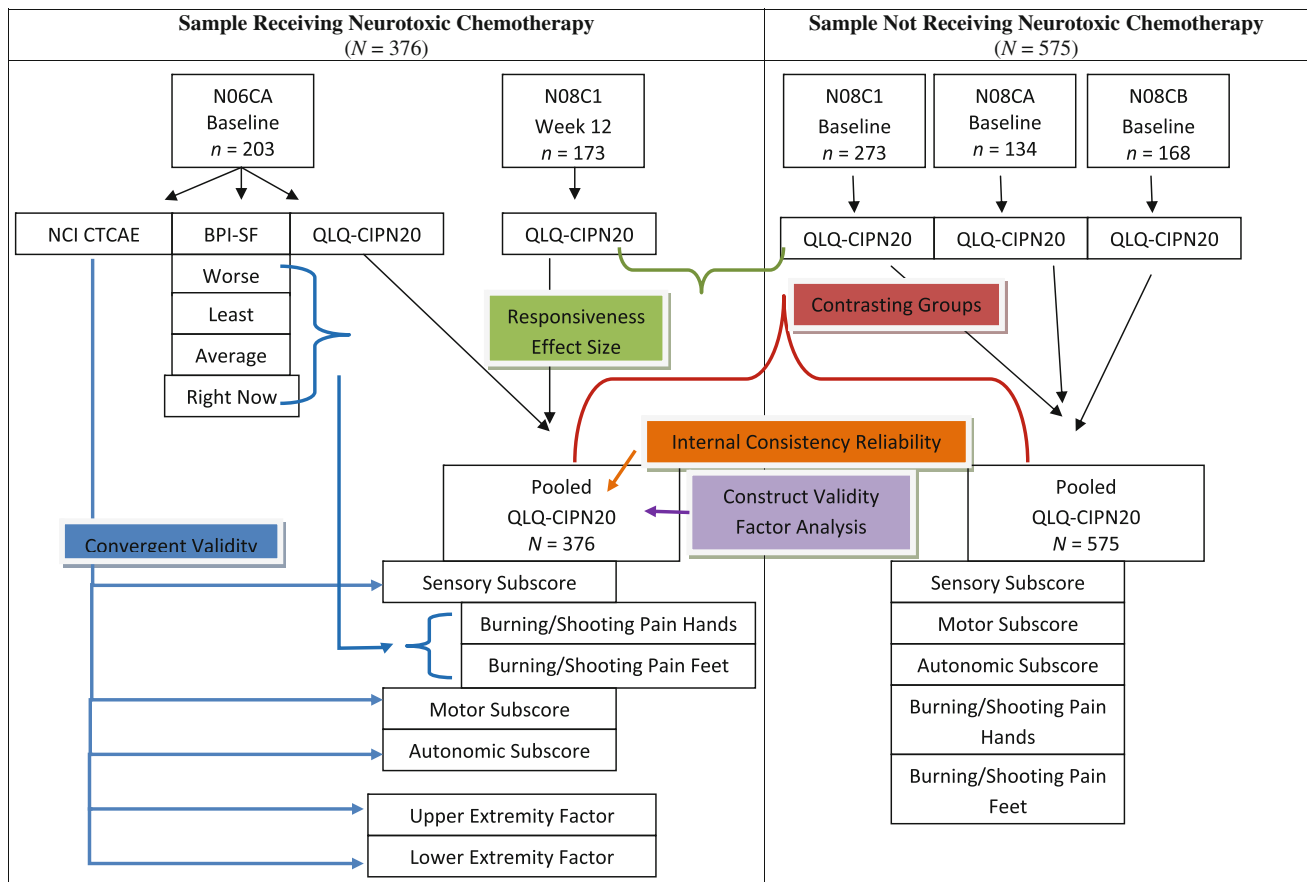 Sample Receiving Neurotoxic Chemotherapy
(N = 376)
Sample Not Receiving Neurotoxic Chemotherapy
(N = 575)
N06CA
Baseline
n = 203
N08C1
Week 12
n = 173
N08C1
Baseline
n = 273
N08CA
Baseline
n = 134
N08CB
Baseline
n = 168
NCI CTCAE
BPI-SF
QLQ-CIPN20
QLQ-CIPN20
QLQ-CIPN20
QLQ-CIPN20
QLQ-CIPN20
Worse
Least
Average
Right Now
Responsiveness
Effect Size
Contrasting Groups
Internal Consistency Reliability
Construct Validity
Factor Analysis
Convergent Validity
Pooled
QLQ-CIPN20
N = 376
Pooled
QLQ-CIPN20
N = 575
Sensory Subscore
Burning/Shooting Pain Hands
Burning/Shooting Pain Feet
Motor Subscore
Autonomic Subscore
Upper Extremity Factor
Lower Extremity Factor
Sensory Subscore
Motor Subscore
Autonomic Subscore
Burning/Shooting Pain
Hands
Burning/Shooting Pain
Feet